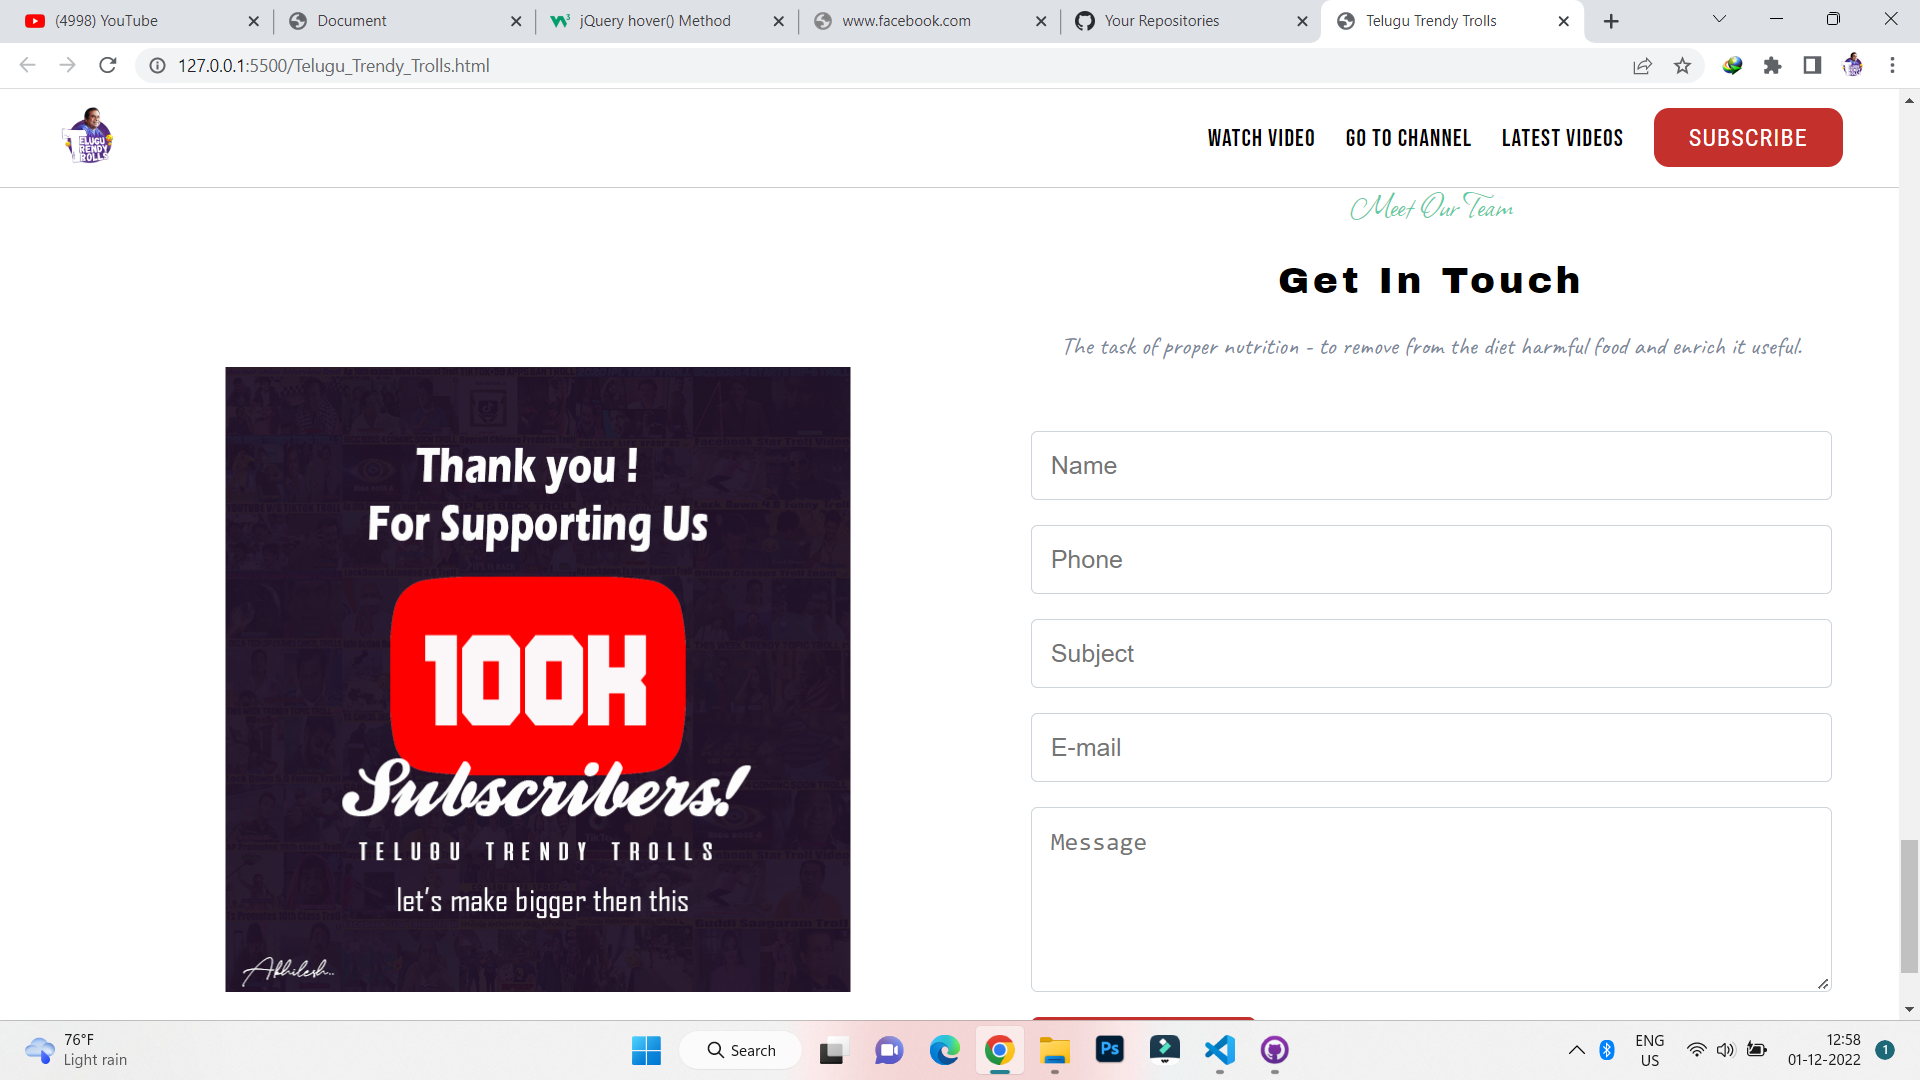 (4998) YouTube
Document
jQuery hover() Method
www.facebook.com
Your Repositories
Telugu Trendy Trolls
127.0.0.1:5500/Telugu_Trendy_Trolls.html
TELUGU
TRENDY
TROLLS
WATCH VIDEO
GO TO CHANNEL
LATEST VIDEOS
SUBSCRIBE
Meet Our Team
Get In Touch
The task of proper nutrition - to remove from the diet harmful food and enrich it useful.
Thank you !
For Supporting Us
100K
Subscribers!
TELUGU TRENDY TROLLS
let's make bigger then this
Akhilesh..
Name
Phone
Subject
E-mail
Message
76°F
Light rain
Search
Ps
ENG
US
12:58
01-12-2022
1